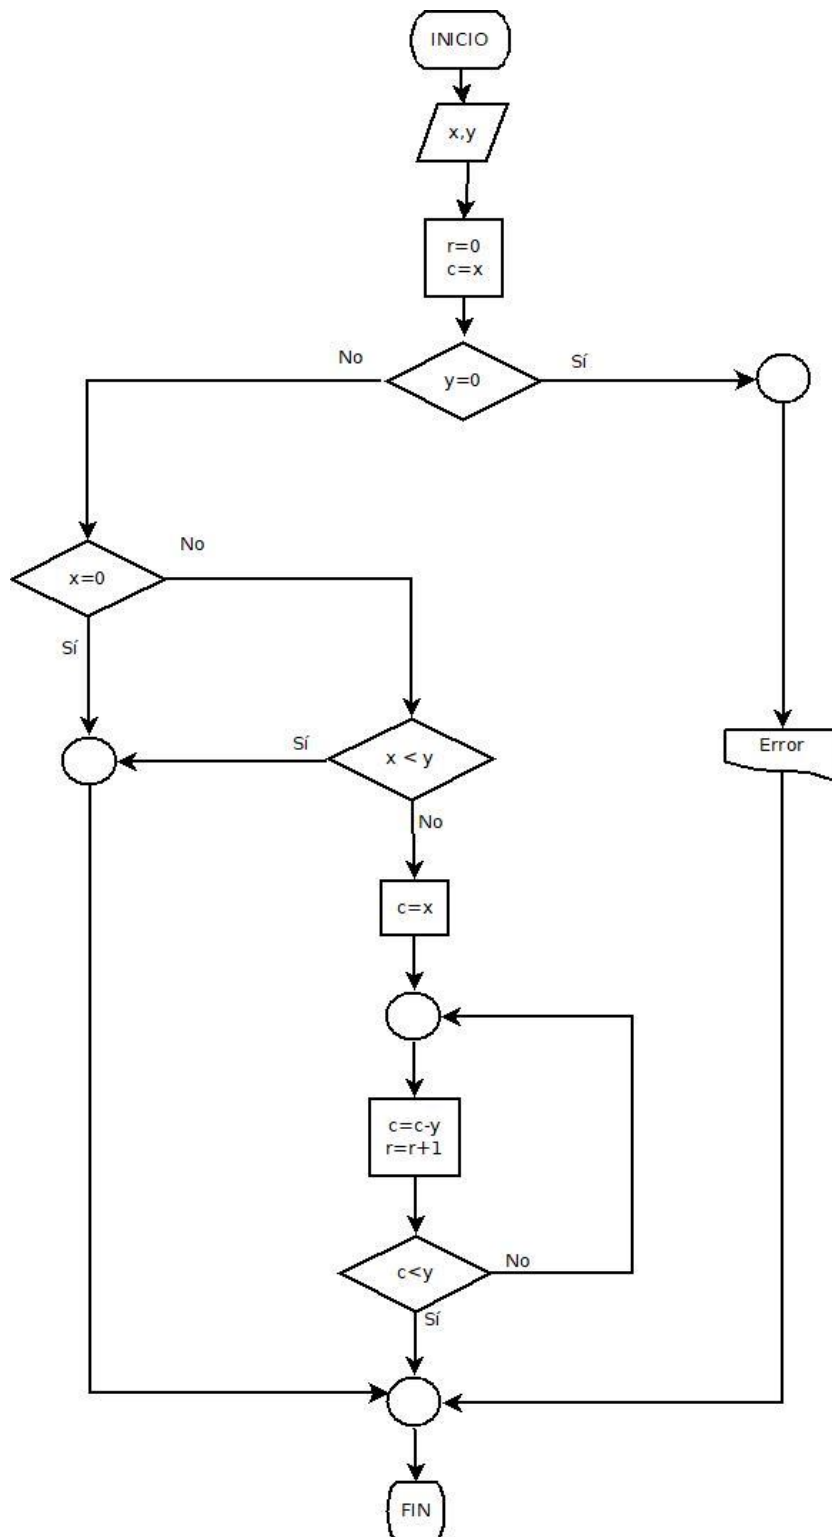 INICIO
x,y
r=0
c=x
No
y=0
Sí
No
x=0
Sí
Sí
x < y
Error
No
c=x
c=c-y
r=r+1
No
c<y
Sí
FIN